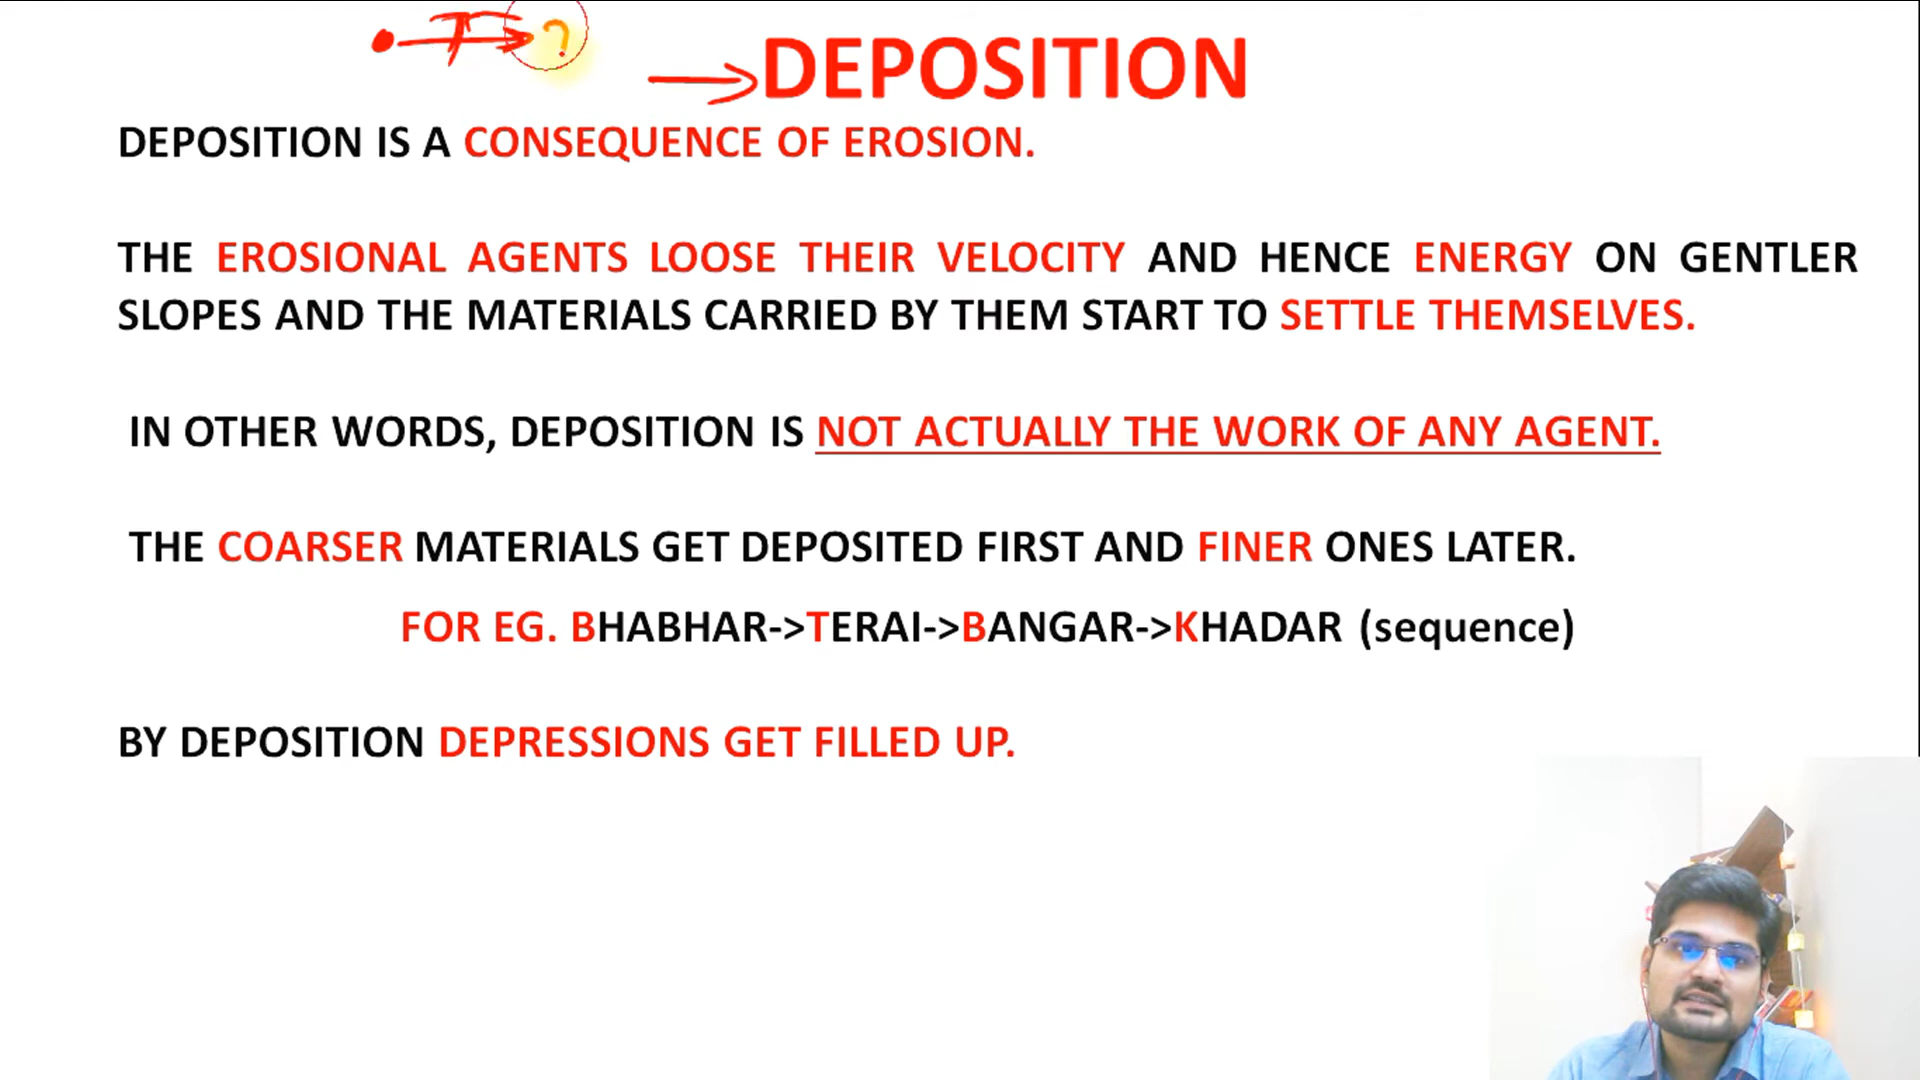 T ?
DEPOSITION
DEPOSITION IS A CONSEQUENCE OF EROSION.
THE EROSIONAL AGENTS LOOSE THEIR VELOCITY AND HENCE ENERGY ON GENTLER
SLOPES AND THE MATERIALS CARRIED BY THEM START TO SETTLE THEMSELVES.
IN OTHER WORDS, DEPOSITION IS NOT ACTUALLY THE WORK OF ANY AGENT.
THE COARSER MATERIALS GET DEPOSITED FIRST AND FINER ONES LATER.
FOR EG. BHABHAR->TERAI->BANGAR->KHADAR (sequence)
BY DEPOSITION DEPRESSIONS GET FILLED UP.